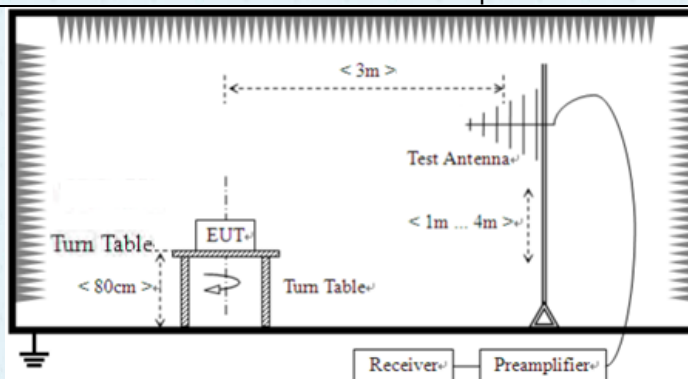 < 3m >
Test Antenna
< 1m ... 4m >
EUT
Turn Table
< 80cm >
Turn Table
Receiver
Preamplifier